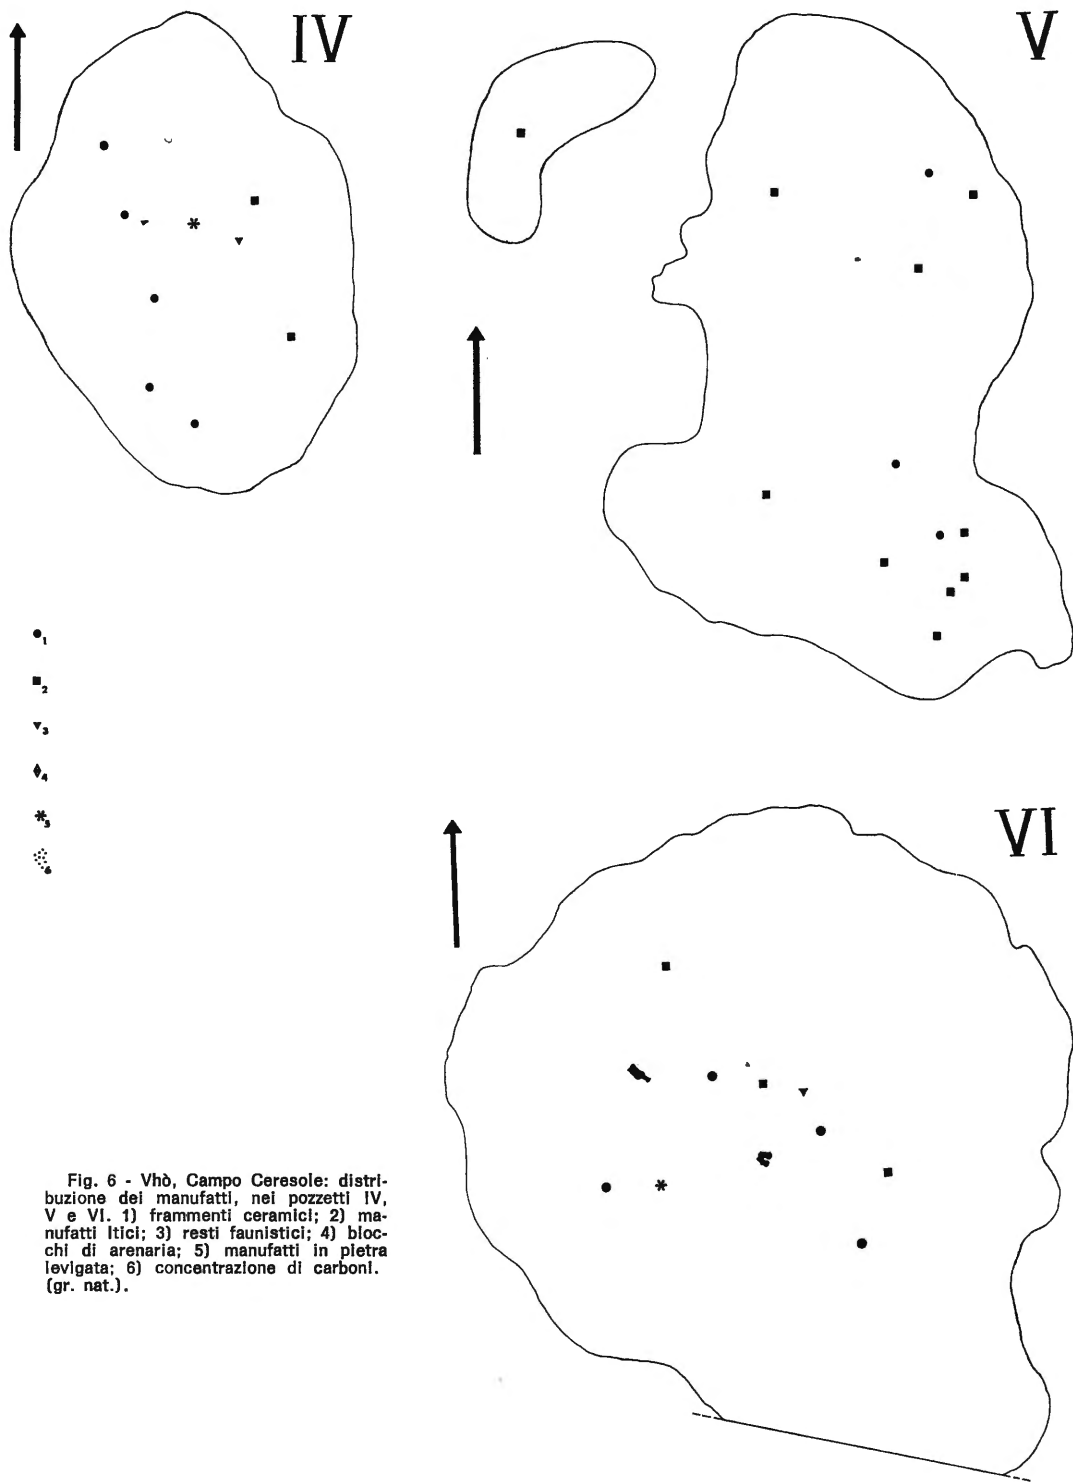 IV
V
1
2
3
4
5
6
VI
Fig. 6 - Vhò, Campo Ceresole: distri-
buzione dei manufatti, nei pozzetti IV,
V e VI. 1) frammenti ceramici; 2) ma-
nufatti litici; 3) resti faunistici; 4) bloc-
chi di arenaria; 5) manufatti in pietra
levigata; 6) concentrazione di carboni.
(gr. nat.).